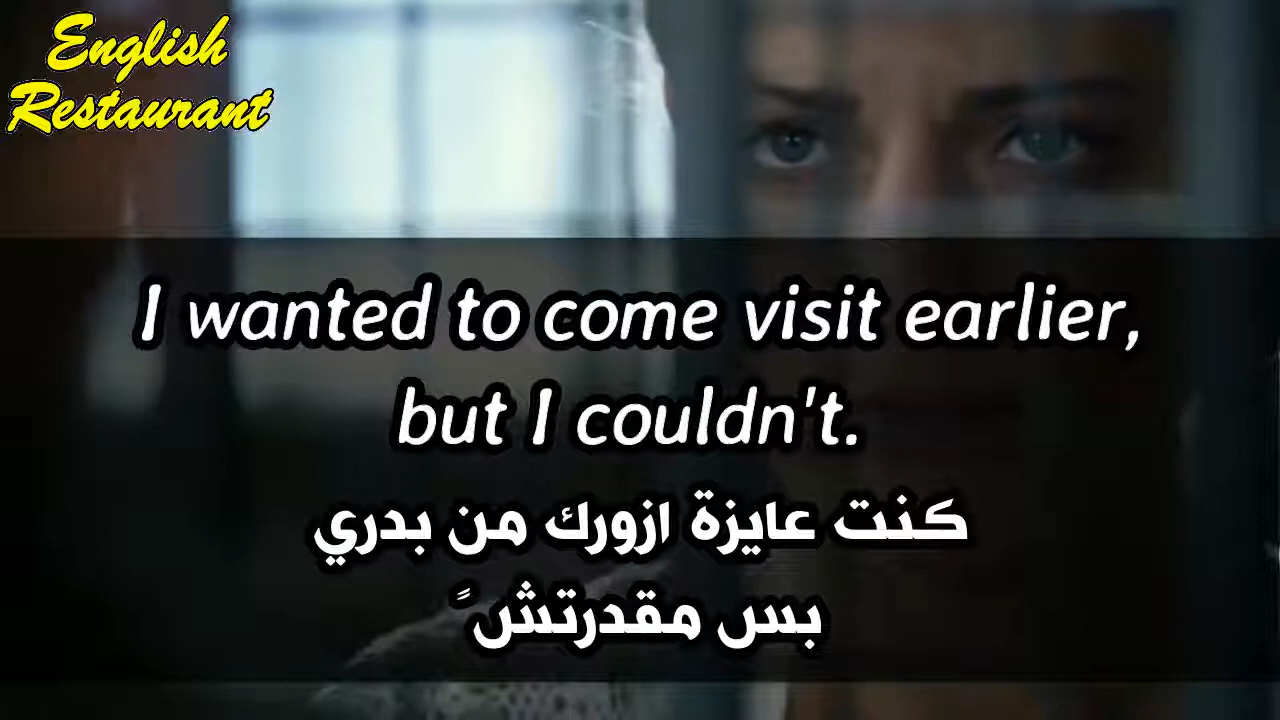 English
Restaurant
I wanted to come visit earlier,
but I couldn't.
كنت عايزة ازورك من بدري
بس مقدرتش ً